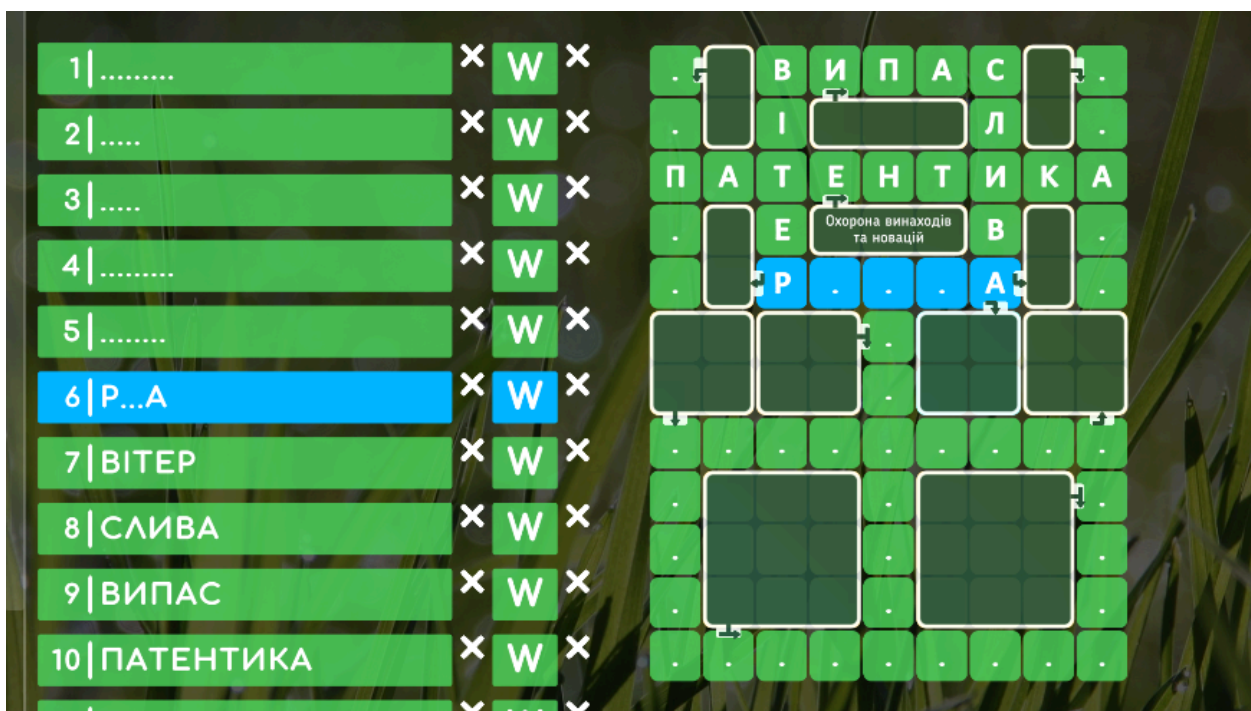 1|......... × W ×
2|..... × W ×
3|..... × W ×
4|......... × W ×
5|........ × W ×
6|Р...А × W ×
7|ВІТЕР × W ×
8|СЛИВА × W ×
9|ВИПАС × W ×
10|ПАТЕНТИКА × W ×
. В И П А С .
. І Л .
П А Т Е Н Т И К А
. Е В .
Охорона винаходів
та новацій
. Р . . . А .
.
.
. . . . . . . . .
. . .
. . .
. . .
. . . . . . . . .